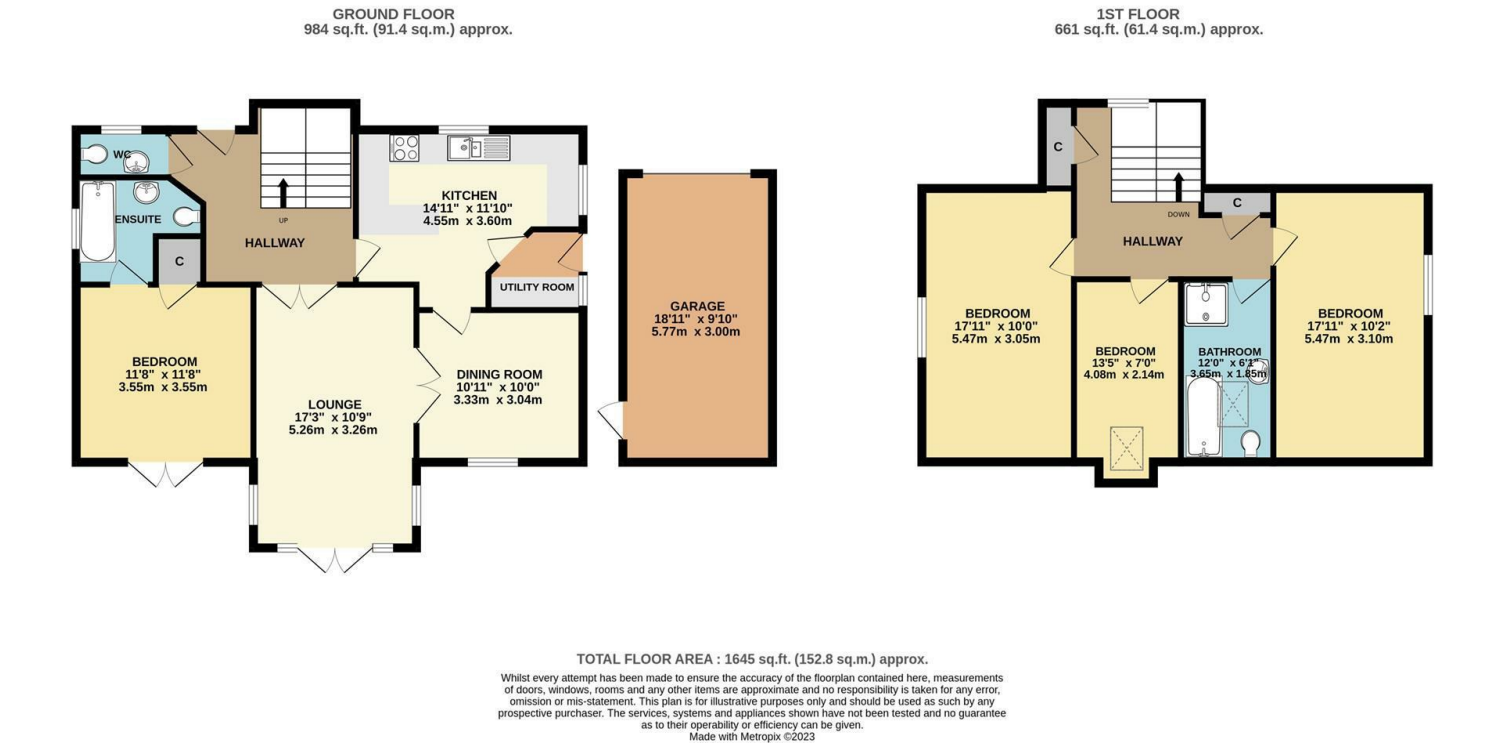 GROUND FLOOR
984 sq.ft. (91.4 sq.m.) approx.
WC
ENSUITE
C
HALLWAY
UP
KITCHEN
14'11" x 11'10"
4.55m x 3.60m
UTILITY ROOM
BEDROOM
11'8" x 11'8"
3.55m x 3.55m
LOUNGE
17'3" x 10'9"
5.26m x 3.26m
DINING ROOM
10'11" x 10'0"
3.33m x 3.04m
GARAGE
18'11" x 9'10"
5.77m x 3.00m
1ST FLOOR
661 sq.ft. (61.4 sq.m.) approx.
C
C
DOWN
HALLWAY
BEDROOM
17'11" x 10'0"
5.47m x 3.05m
BEDROOM
13'5" x 7'0"
4.08m x 2.14m
BATHROOM
12'0" x 6'1"
3.65m x 1.85m
BEDROOM
17'11" x 10'2"
5.47m x 3.10m
TOTAL FLOOR AREA : 1645 sq.ft. (152.8 sq.m.) approx.
Whilst every attempt has been made to ensure the accuracy of the floorplan contained here, measurements
of doors, windows, rooms and any other items are approximate and no responsibility is taken for any error,
omission or mis-statement. This plan is for illustrative purposes only and should be used as such by any
prospective purchaser. The services, systems and appliances shown have not been tested and no guarantee
as to their operability or efficiency can be given.
Made with Metropix ©2023